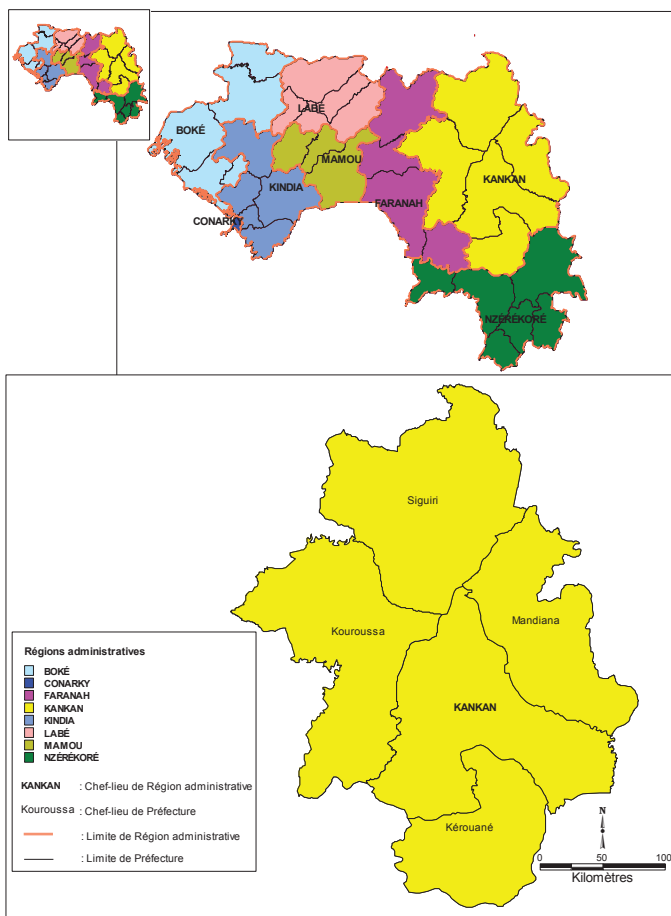 LABÉ
BOKÉ
MAMOU
KANKAN
KINDIA
FARANAH
CONARKY
NZÉRÉKORÉ
Siguiri
Mandiana
Kouroussa
KANKAN
Kérouané
Régions administratives
BOKÉ
CONARKY
FARANAH
KANKAN
KINDIA
LABÉ
MAMOU
NZÉRÉKORÉ
KANKAN : Chef-lieu de Région administrative
Kouroussa : Chef-lieu de Préfecture
: Limite de Région administrative
: Limite de Préfecture
N
0 50 100
Kilomètres